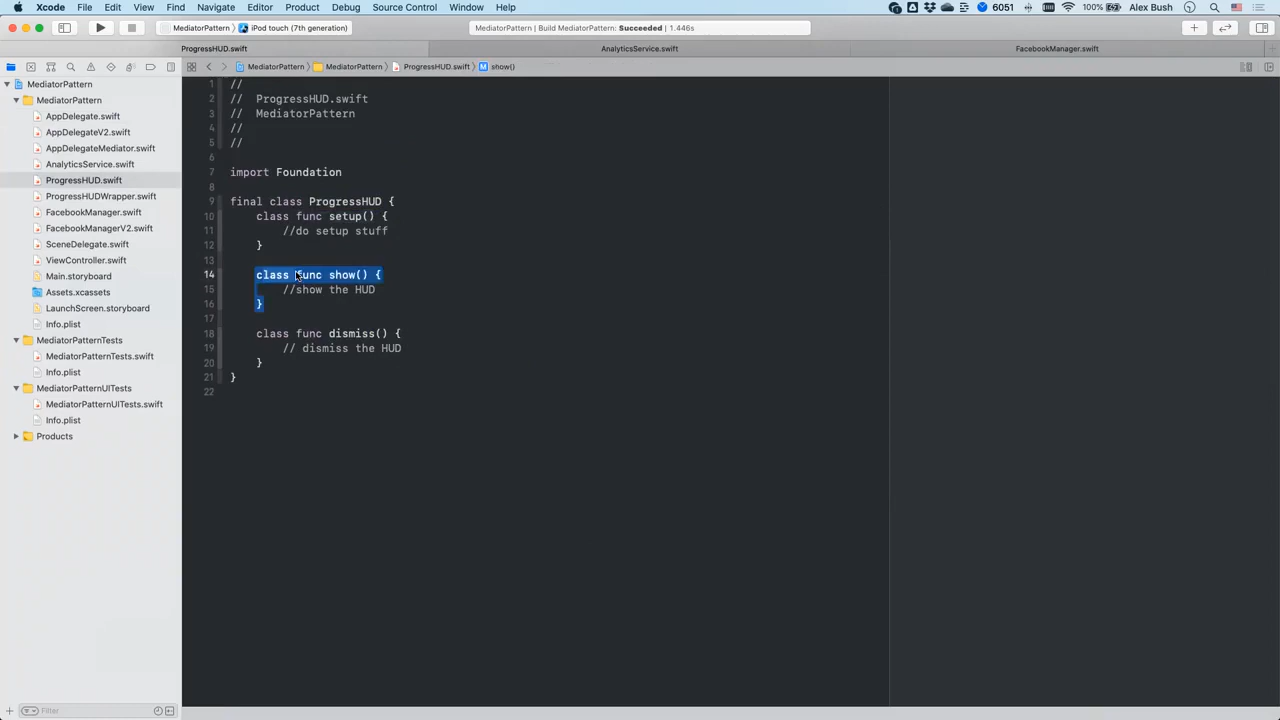 Xcode File Edit View Find Navigate Editor Product Debug Source Control Window Help 6051 100% Alex Bush
MediatorPattern iPod touch (7th generation) MediatorPattern | Build MediatorPattern: Succeeded | 1.446s
ProgressHUD.swift AnalyticsService.swift FacebookManager.swift
MediatorPattern MediatorPattern ProgressHUD.swift M show()
MediatorPattern
MediatorPattern
AppDelegate.swift
AppDelegateV2.swift
AppDelegateMediator.swift
AnalyticsService.swift
ProgressHUD.swift
ProgressHUDWrapper.swift
FacebookManager.swift
FacebookManagerV2.swift
SceneDelegate.swift
ViewController.swift
Main.storyboard
Assets.xcassets
LaunchScreen.storyboard
Info.plist
MediatorPatternTests
MediatorPatternTests.swift
Info.plist
MediatorPatternUITests
MediatorPatternUITests.swift
Info.plist
Products
Filter
1 //
2 // ProgressHUD.swift
3 // MediatorPattern
4 //
5 //
6
7 import Foundation
8
9 final class ProgressHUD {
10 class func setup() {
11 //do setup stuff
12 }
13
14 class func show() {
15 //show the HUD
16 }
17
18 class func dismiss() {
19 // dismiss the HUD
20 }
21 }
22